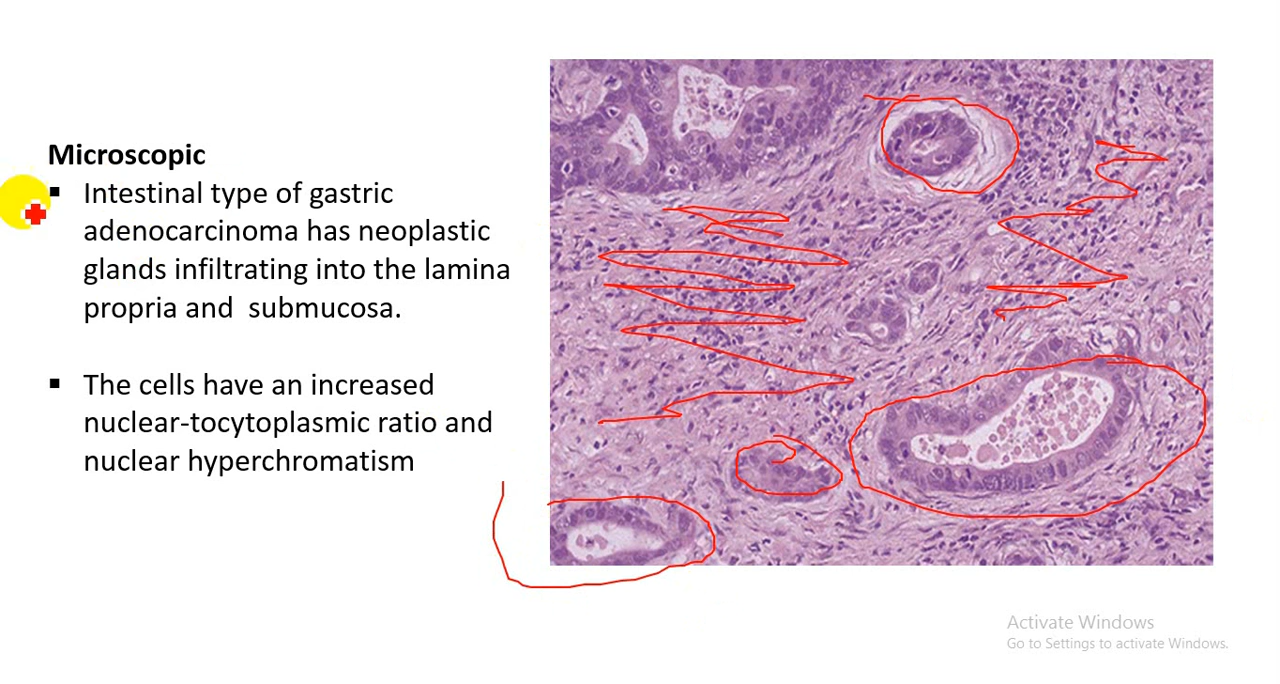 Microscopic
▪ Intestinal type of gastric
adenocarcinoma has neoplastic
glands infiltrating into the lamina
propria and submucosa.
▪ The cells have an increased
nuclear-tocytoplasmic ratio and
nuclear hyperchromatism
Activate Windows
Go to Settings to activate Windows.